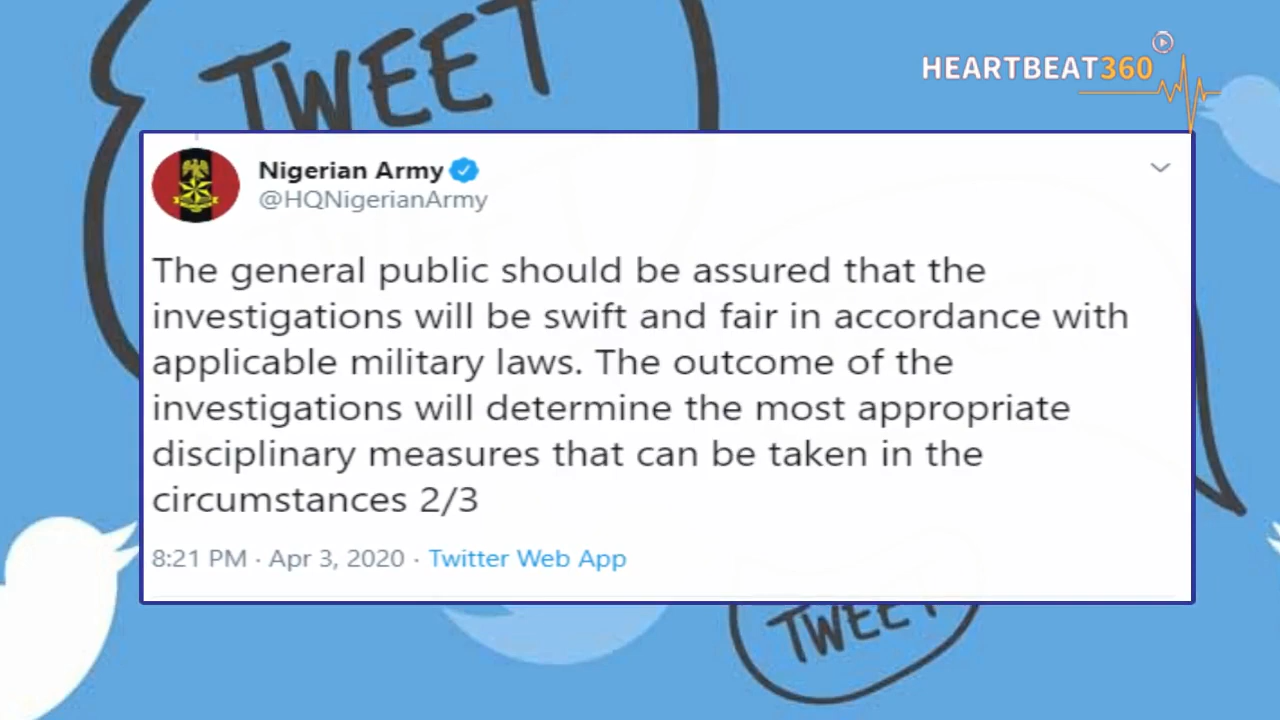 TWEET
HEARTBEAT360
Nigerian Army
@HQNigerianArmy
The general public should be assured that the
investigations will be swift and fair in accordance with
applicable military laws. The outcome of the
investigations will determine the most appropriate
disciplinary measures that can be taken in the
circumstances 2/3
8:21 PM · Apr 3, 2020 · Twitter Web App
TWEET